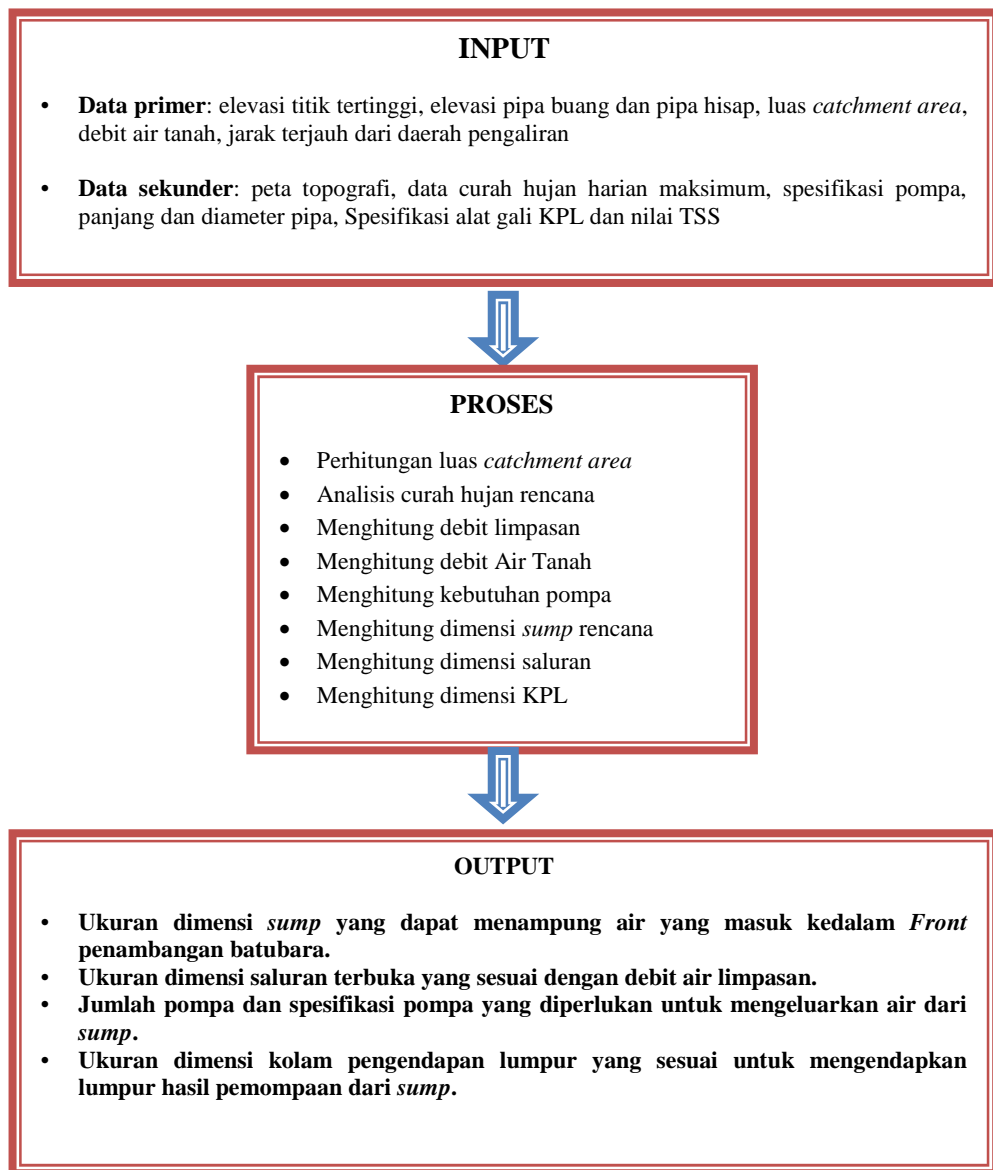 INPUT
• Data primer: elevasi titik tertinggi, elevasi pipa buang dan pipa hisap, luas catchment area,
debit air tanah, jarak terjauh dari daerah pengaliran
• Data sekunder: peta topografi, data curah hujan harian maksimum, spesifikasi pompa,
panjang dan diameter pipa, Spesifikasi alat gali KPL dan nilai TSS
PROSES
• Perhitungan luas catchment area
• Analisis curah hujan rencana
• Menghitung debit limpasan
• Menghitung debit Air Tanah
• Menghitung kebutuhan pompa
• Menghitung dimensi sump rencana
• Menghitung dimensi saluran
• Menghitung dimensi KPL
OUTPUT
• Ukuran dimensi sump yang dapat menampung air yang masuk kedalam Front
penambangan batubara.
• Ukuran dimensi saluran terbuka yang sesuai dengan debit air limpasan.
• Jumlah pompa dan spesifikasi pompa yang diperlukan untuk mengeluarkan air dari
sump.
• Ukuran dimensi kolam pengendapan lumpur yang sesuai untuk mengendapkan
lumpur hasil pemompaan dari sump.